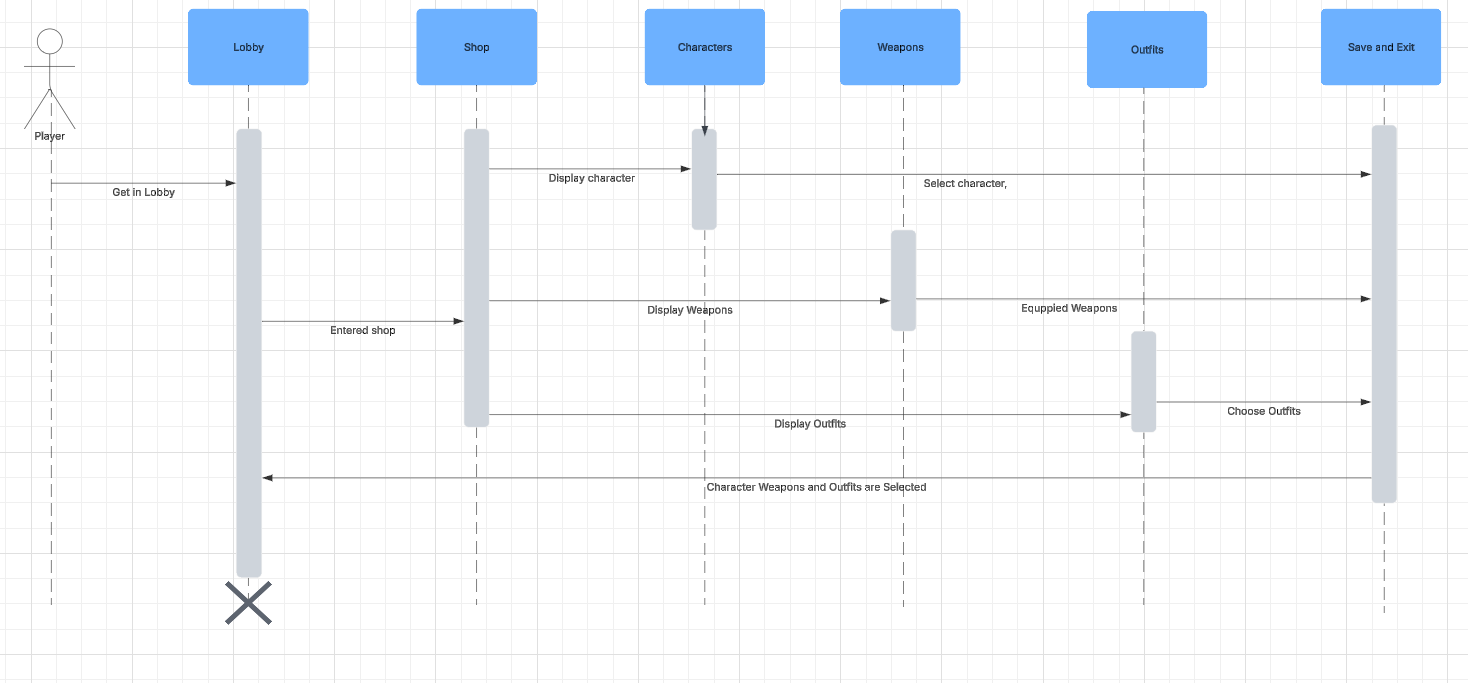 Lobby
Shop
Characters
Weapons
Outfits
Save and Exit
Player
Display character
Select character,
Get in Lobby
Display Weapons
Equppied Weapons
Entered shop
Choose Outfits
Display Outfits
Character Weapons and Outfits are Selected